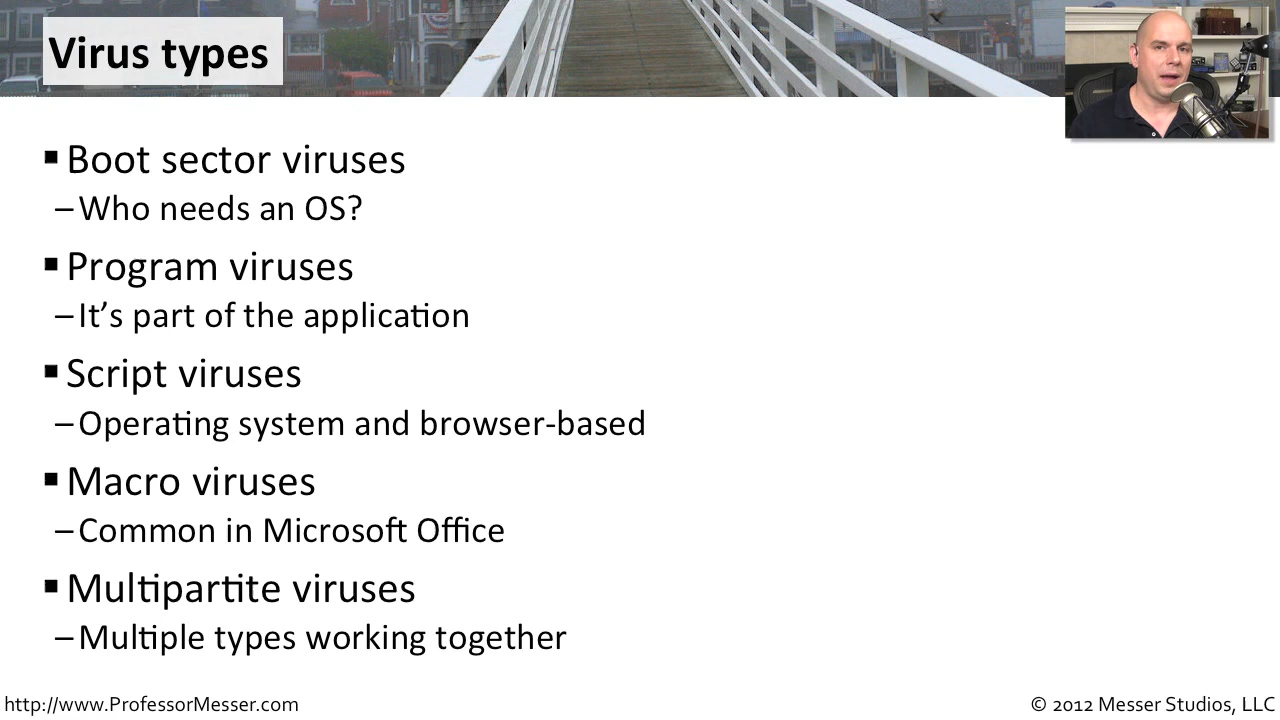 Virus types
▪ Boot sector viruses
– Who needs an OS?
▪ Program viruses
– It’s part of the application
▪ Script viruses
– Operating system and browser-based
▪ Macro viruses
– Common in Microsoft Office
▪ Multipartite viruses
– Multiple types working together
http://www.ProfessorMesser.com
© 2012 Messer Studios, LLC